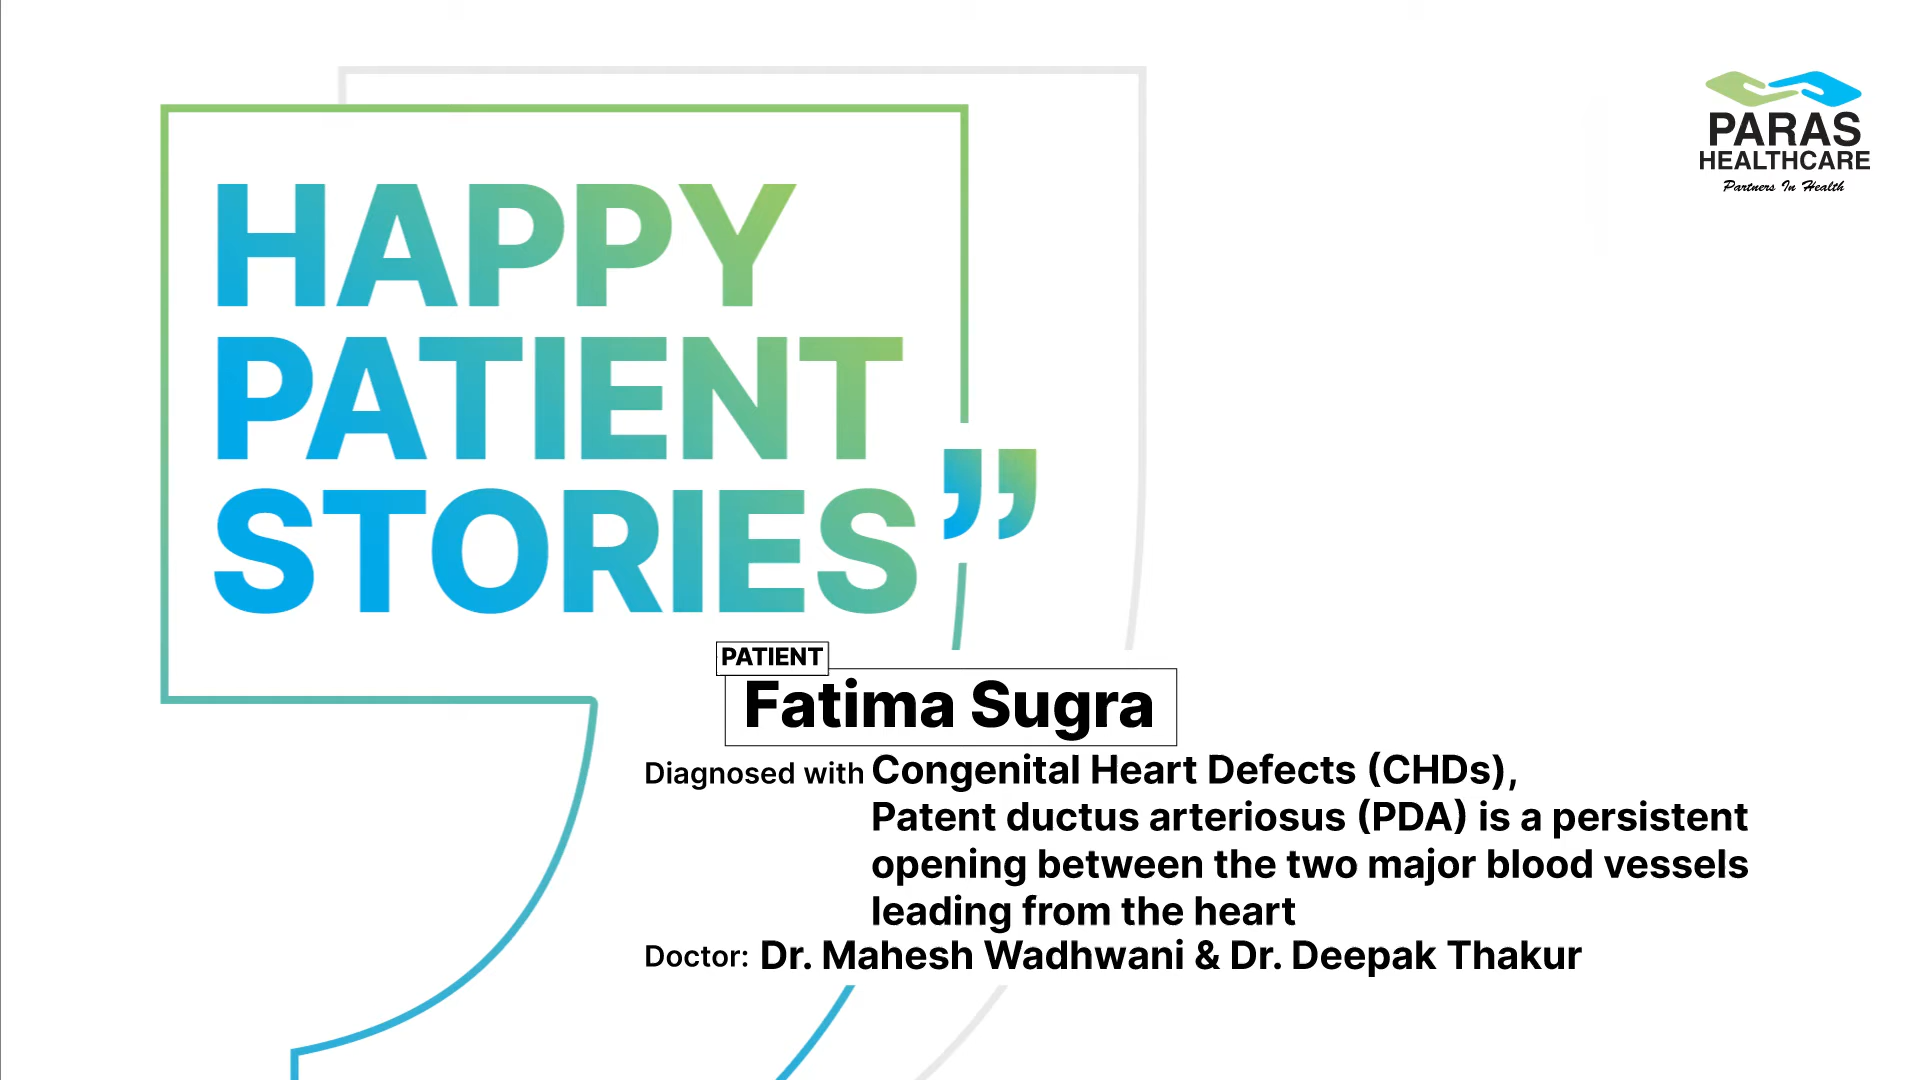 PARAS
HEALTHCARE
Partners In Health
HAPPY
PATIENT
STORIES”
PATIENT
Fatima Sugra
Diagnosed with Congenital Heart Defects (CHDs),
Patent ductus arteriosus (PDA) is a persistent
opening between the two major blood vessels
leading from the heart
Doctor: Dr. Mahesh Wadhwani & Dr. Deepak Thakur